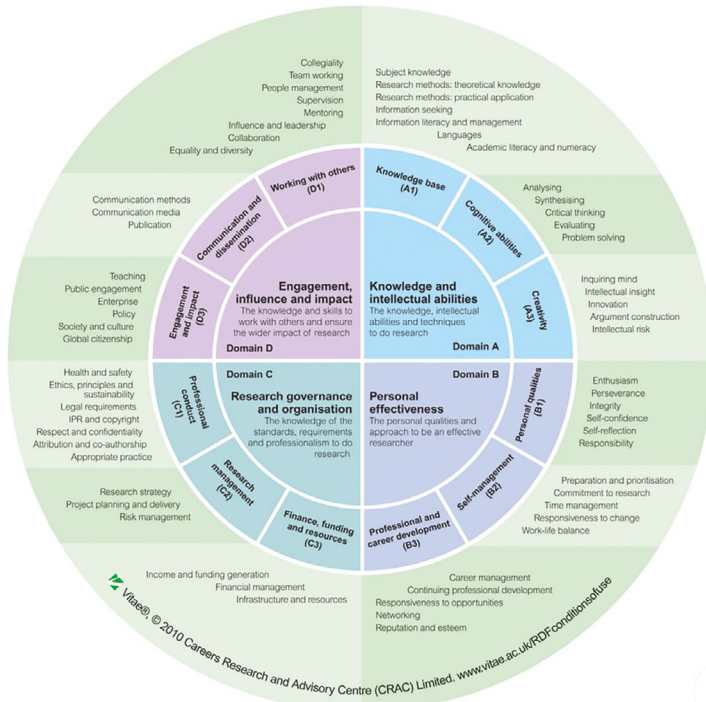 Collegiality
Team working
People management
Supervision
Mentoring
Influence and leadership
Collaboration
Equality and diversity
Subject knowledge
Research methods: theoretical knowledge
Research methods: practical application
Information seeking
Information literacy and management
Languages
Academic literacy and numeracy
Working with others
(D1)
Knowledge base
(A1)
Communication methods
Communication media
Publication
Communication and
dissemination
(D2)
Cognitive abilities
(A2)
Analysing
Synthesising
Critical thinking
Evaluating
Problem solving
Teaching
Public engagement
Enterprise
Policy
Society and culture
Global citizenship
Engagement
and impact
(D3)
Engagement,
influence and impact
The knowledge and skills to
work with others and ensure
the wider impact of research
Domain D
Knowledge and
intellectual abilities
The knowledge, intellectual
abilities and techniques
to do research
Domain A
Creativity
(A3)
Inquiring mind
Intellectual insight
Innovation
Argument construction
Intellectual risk
Health and safety
Ethics, principles and
sustainability
Legal requirements
IPR and copyright
Respect and confidentiality
Attribution and co-authorship
Appropriate practice
Professional
conduct
(C1)
Domain C
Research governance
and organisation
The knowledge of the
standards, requirements
and professionalism to do
research
Domain B
Personal
effectiveness
The personal qualities and
approach to be an effective
researcher
Personal qualities
(B1)
Enthusiasm
Perseverance
Integrity
Self-confidence
Self-reflection
Responsibility
Research strategy
Project planning and delivery
Risk management
Research
management
(C2)
Self-management
(B2)
Preparation and prioritisation
Commitment to research
Time management
Responsiveness to change
Work-life balance
Finance, funding
and resources
(C3)
Professional and
career development
(B3)
Income and funding generation
Financial management
Infrastructure and resources
Career management
Continuing professional development
Responsiveness to opportunities
Networking
Reputation and esteem
Vitae®, © 2010 Careers Research and Advisory Centre (CRAC) Limited. www.vitae.ac.uk/RDFconditionsofuse